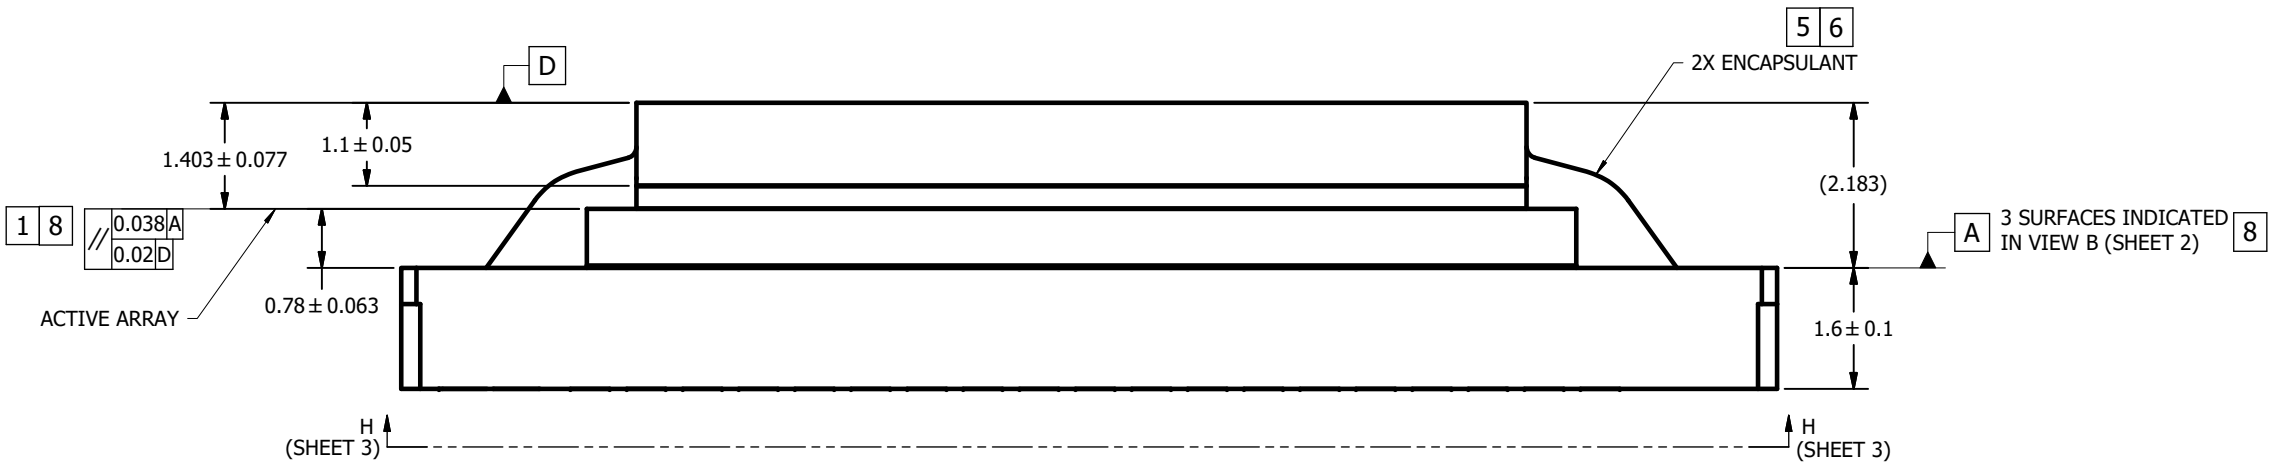 5 6
2X ENCAPSULANT
D
1.403 ± 0.077
1.1 ± 0.05
(2.183)
1 8
// 0.038 A
0.02 D
A 3 SURFACES INDICATED
IN VIEW B (SHEET 2) 8
0.78 ± 0.063
ACTIVE ARRAY
1.6 ± 0.1
H
(SHEET 3)
H
(SHEET 3)